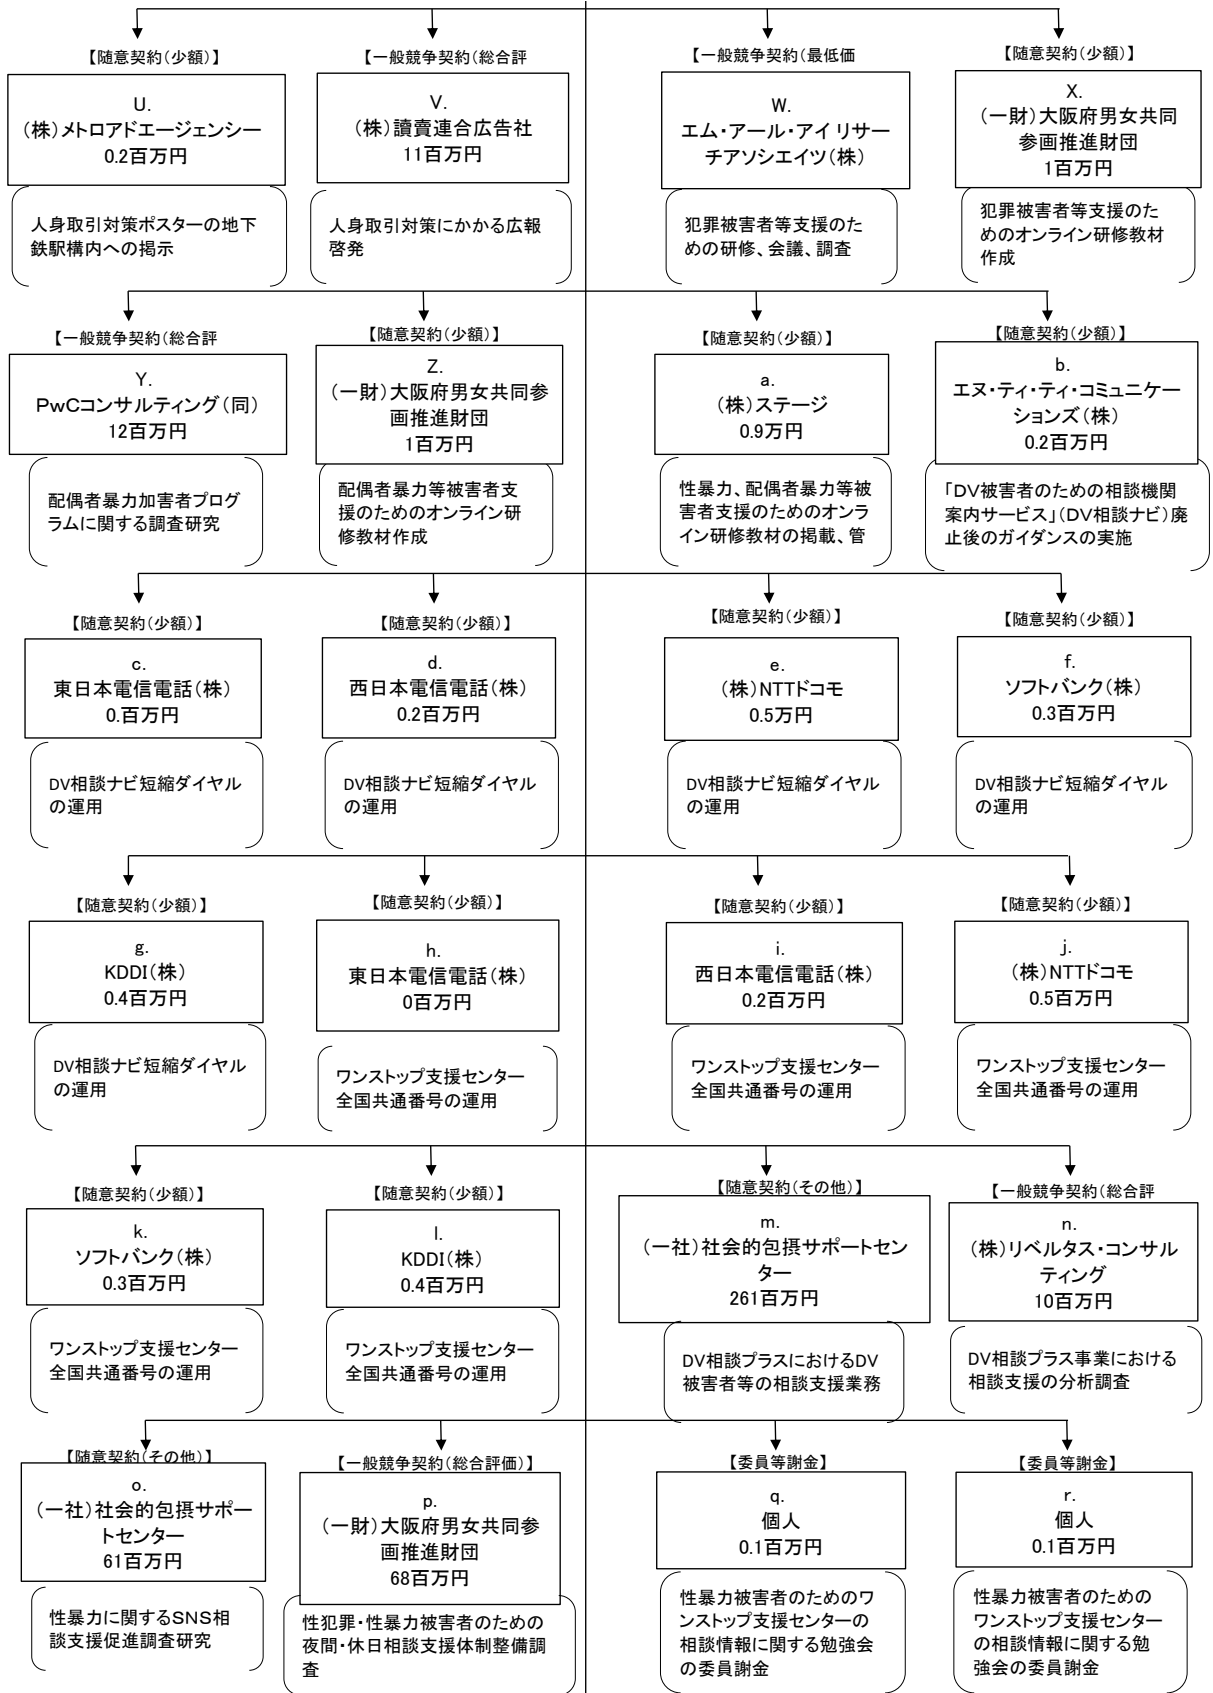 【随意契約（少額）】
U.
（株）メトロアドエージェンシー
0.2百万円
人身取引対策ポスターの地下
鉄駅構内への掲示
【一般競争契約（総合評
V.
（株）讀賣連合広告社
11百万円
人身取引対策にかかる広報
啓発
【一般競争契約（最低価
W.
エム・アール・アイ リサー
チアソシエイツ（株）
犯罪被害者等支援のた
めの研修、会議、調査
【随意契約（少額）】
X.
（一財）大阪府男女共同
参画推進財団
1百万円
犯罪被害者等支援のた
めのオンライン研修教材
作成
【一般競争契約（総合評
Y.
PwCコンサルティング（同）
12百万円
配偶者暴力加害者プログ
ラムに関する調査研究
【随意契約（少額）】
Z.
（一財）大阪府男女共同参
画推進財団
1百万円
配偶者暴力等被害者支
援のためのオンライン研
修教材作成
【随意契約（少額）】
a.
（株）ステージ
0.9万円
性暴力、配偶者暴力等被
害者支援のためのオンラ
イン研修教材の掲載、管
【随意契約（少額）】
b.
エヌ・ティ・ティ・コミュニケー
ションズ（株）
0.2百万円
「DV被害者のための相談機関
案内サービス」（DV相談ナビ）廃
止後のガイダンスの実施
【随意契約（少額）】
c.
東日本電信電話（株）
0.百万円
DV相談ナビ短縮ダイヤル
の運用
【随意契約（少額）】
d.
西日本電信電話（株）
0.2百万円
DV相談ナビ短縮ダイヤル
の運用
【随意契約（少額）】
e.
（株）NTTドコモ
0.5万円
DV相談ナビ短縮ダイヤル
の運用
【随意契約（少額）】
f.
ソフトバンク（株）
0.3百万円
DV相談ナビ短縮ダイヤル
の運用
【随意契約（少額）】
g.
KDDI（株）
0.4百万円
DV相談ナビ短縮ダイヤル
の運用
【随意契約（少額）】
h.
東日本電信電話（株）
0百万円
ワンストップ支援センター
全国共通番号の運用
【随意契約（少額）】
i.
西日本電信電話（株）
0.2百万円
ワンストップ支援センター
全国共通番号の運用
【随意契約（少額）】
j.
（株）NTTドコモ
0.5百万円
ワンストップ支援センター
全国共通番号の運用
【随意契約（少額）】
k.
ソフトバンク（株）
0.3百万円
ワンストップ支援センター
全国共通番号の運用
【随意契約（少額）】
l.
KDDI（株）
0.4百万円
ワンストップ支援センター
全国共通番号の運用
【随意契約（その他）】
m.
（一社）社会的包摂サポートセン
ター
261百万円
DV相談プラスにおけるDV
被害者等の相談支援業務
【一般競争契約（総合評
n.
（株）リベルタス・コンサル
ティング
10百万円
DV相談プラス事業における
相談支援の分析調査
【随意契約（その他）】
o.
（一社）社会的包摂サポー
トセンター
61百万円
性暴力に関するSNS相
談支援促進調査研究
【一般競争契約（総合評価）】
p.
（一財）大阪府男女共同参
画推進財団
68百万円
性犯罪・性暴力被害者のための
夜間・休日相談支援体制整備調
査
【委員等謝金】
q.
個人
0.1百万円
性暴力被害者のためのワ
ンストップ支援センターの
相談情報に関する勉強会
の委員謝金
【委員等謝金】
r.
個人
0.1百万円
性暴力被害者のための
ワンストップ支援センター
の相談情報に関する勉
強会の委員謝金